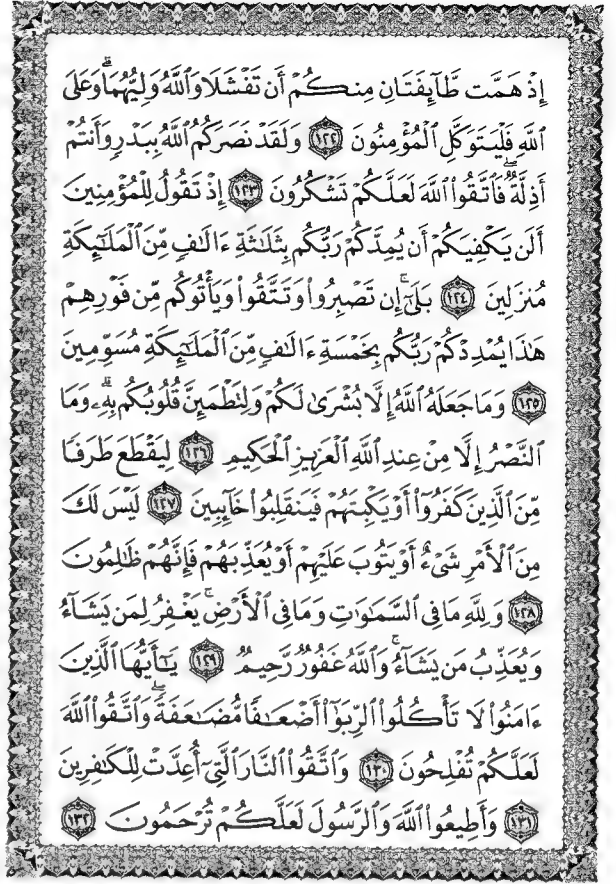 إِذْ هَمَّت طَّآئِفَتَانِ مِنكُمْ أَن تَفْشَلَا وَٱللَّهُ وَلِيُّهُمَا ۗ وَعَلَى
ٱللَّهِ فَلْيَتَوَكَّلِ ٱلْمُؤْمِنُونَ ١٢٢ وَلَقَدْ نَصَرَكُمُ ٱللَّهُ بِبَدْرٍ وَأَنتُمْ
أَذِلَّةٌ ۖ فَٱتَّقُوا۟ ٱللَّهَ لَعَلَّكُمْ تَشْكُرُونَ ١٢٣ إِذْ تَقُولُ لِلْمُؤْمِنِينَ
أَلَن يَكْفِيَكُمْ أَن يُمِدَّكُمْ رَبُّكُم بِثَلَٰثَةِ ءَالَٰفٍ مِّنَ ٱلْمَلَٰٓئِكَةِ
مُنزَلِينَ ١٢٤ بَلَىٰٓ ۚ إِن تَصْبِرُوا۟ وَتَتَّقُوا۟ وَيَأْتُوكُم مِّن فَوْرِهِمْ
هَٰذَا يُمْدِدْكُمْ رَبُّكُم بِخَمْسَةِ ءَالَٰفٍ مِّنَ ٱلْمَلَٰٓئِكَةِ مُسَوِّمِينَ
١٢٥ وَمَا جَعَلَهُ ٱللَّهُ إِلَّا بُشْرَىٰ لَكُمْ وَلِتَطْمَئِنَّ قُلُوبُكُم بِهِۦ ۗ وَمَا
ٱلنَّصْرُ إِلَّا مِنْ عِندِ ٱللَّهِ ٱلْعَزِيزِ ٱلْحَكِيمِ ١٢٦ لِيَقْطَعَ طَرَفًا
مِّنَ ٱلَّذِينَ كَفَرُوٓا۟ أَوْ يَكْبِتَهُمْ فَيَنقَلِبُوا۟ خَآئِبِينَ ١٢٧ لَيْسَ لَكَ
مِنَ ٱلْأَمْرِ شَىْءٌ أَوْ يَتُوبَ عَلَيْهِمْ أَوْ يُعَذِّبَهُمْ فَإِنَّهُمْ ظَٰلِمُونَ
١٢٨ وَلِلَّهِ مَا فِى ٱلسَّمَٰوَٰتِ وَمَا فِى ٱلْأَرْضِ ۚ يَغْفِرُ لِمَن يَشَآءُ
وَيُعَذِّبُ مَن يَشَآءُ ۚ وَٱللَّهُ غَفُورٌ رَّحِيمٌ ١٢٩ يَٰٓأَيُّهَا ٱلَّذِينَ
ءَامَنُوا۟ لَا تَأْكُلُوا۟ ٱلرِّبَوٰٓا۟ أَضْعَٰفًا مُّضَٰعَفَةً ۖ وَٱتَّقُوا۟ ٱللَّهَ
لَعَلَّكُمْ تُفْلِحُونَ ١٣٠ وَٱتَّقُوا۟ ٱلنَّارَ ٱلَّتِىٓ أُعِدَّتْ لِلْكَٰفِرِينَ
١٣١ وَأَطِيعُوا۟ ٱللَّهَ وَٱلرَّسُولَ لَعَلَّكُمْ تُرْحَمُونَ ١٣٢